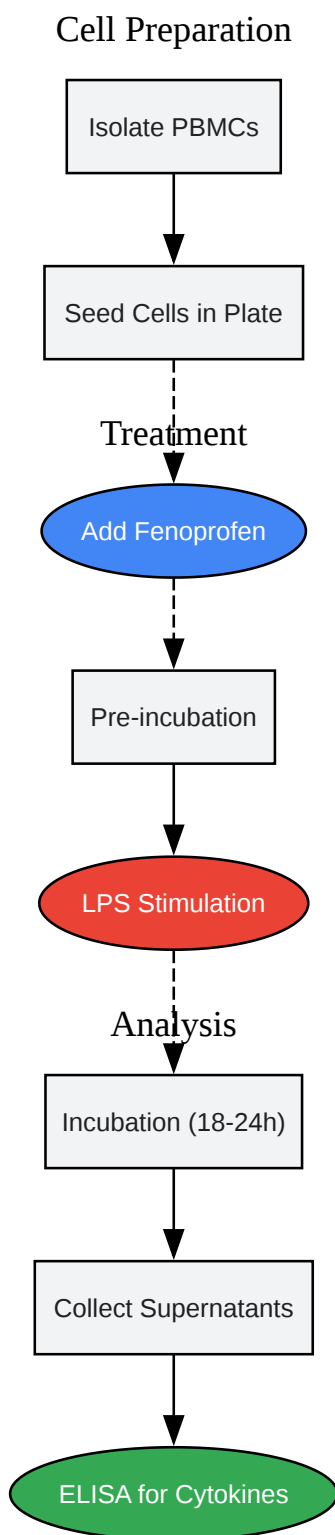 Cell Preparation
Isolate PBMCs
Seed Cells in Plate
Treatment
Add Fenoprofen
Pre-incubation
LPS Stimulation
Analysis
Incubation (18-24h)
Collect Supernatants
ELISA for Cytokines